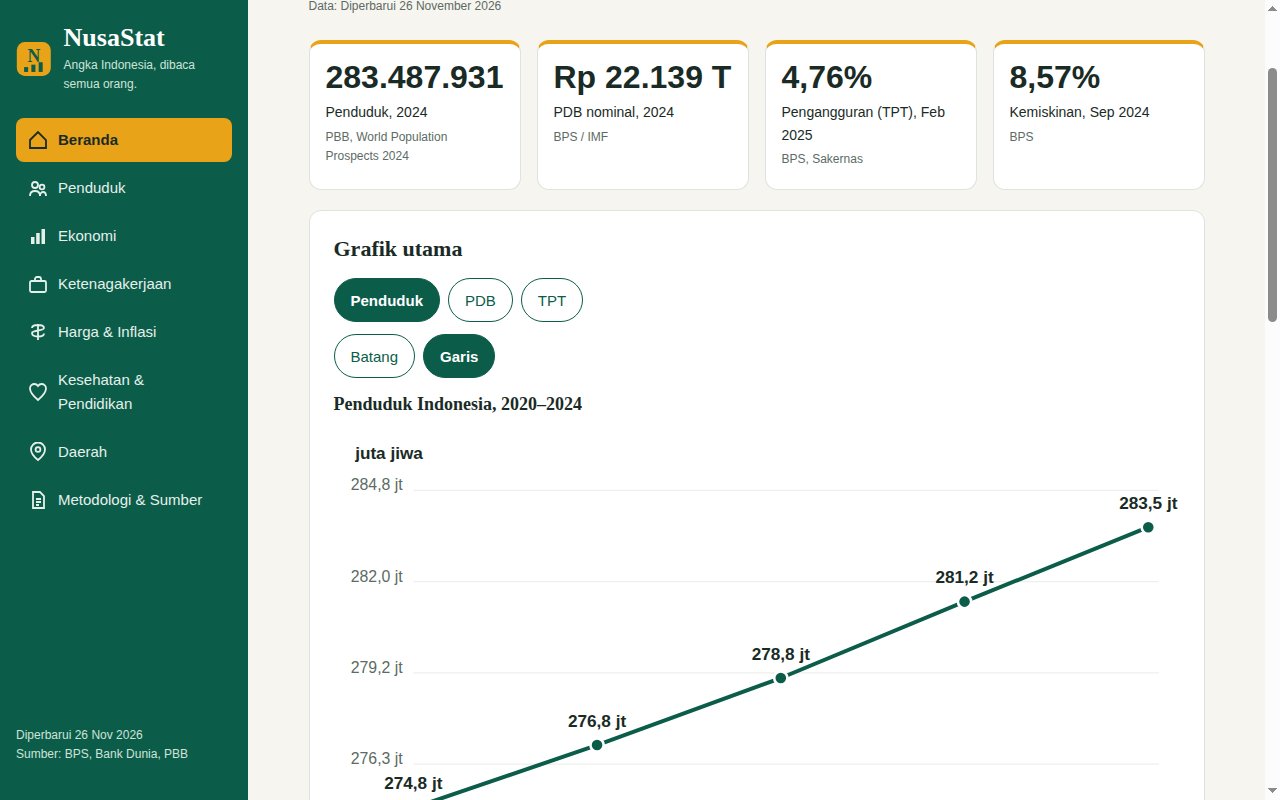 N
NusaStat
Angka Indonesia, dibaca
semua orang.
Beranda
Penduduk
Ekonomi
Ketenagakerjaan
Harga & Inflasi
Kesehatan &
Pendidikan
Daerah
Metodologi & Sumber
Diperbarui 26 Nov 2026
Sumber: BPS, Bank Dunia, PBB
Data: Diperbarui 26 November 2026
283.487.931
Penduduk, 2024
PBB, World Population
Prospects 2024
Rp 22.139 T
PDB nominal, 2024
BPS / IMF
4,76%
Pengangguran (TPT), Feb
2025
BPS, Sakernas
8,57%
Kemiskinan, Sep 2024
BPS
Grafik utama
Penduduk PDB TPT
Batang Garis
Penduduk Indonesia, 2020–2024
juta jiwa
284,8 jt
283,5 jt
282,0 jt
281,2 jt
279,2 jt
278,8 jt
276,8 jt
276,3 jt
274,8 jt